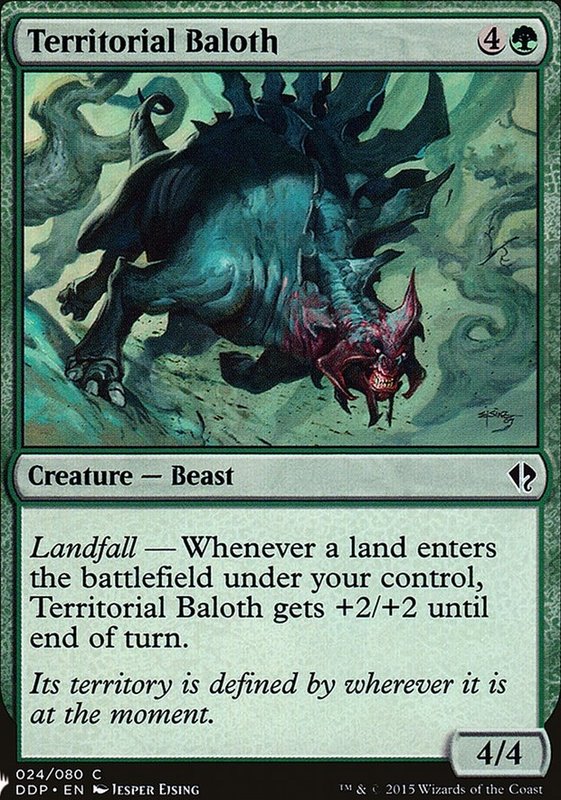 Territorial Baloth 4
Creature — Beast
Landfall — Whenever a land enters
the battlefield under your control,
Territorial Baloth gets +2/+2 until
end of turn.
Its territory is defined by wherever it is
at the moment.
4/4
024/080 C
DDP • EN Jesper Ejsing
™ & © 2015 Wizards of the Coast